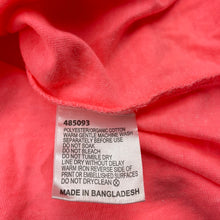 485093
POLYESTER/ORGANIC COTTON
WARM GENTLE MACHINE WASH
SEPARATELY BEFORE USE
DO NOT SOAK
DO NOT BLEACH
DO NOT TUMBLE DRY
LINE DRY WITHOUT DELAY
WARM IRON REVERSE SIDE OF
PRINT OR EMBELLISHED SURFACES
DO NOT DRYCLEAN
MADE IN BANGLADESH